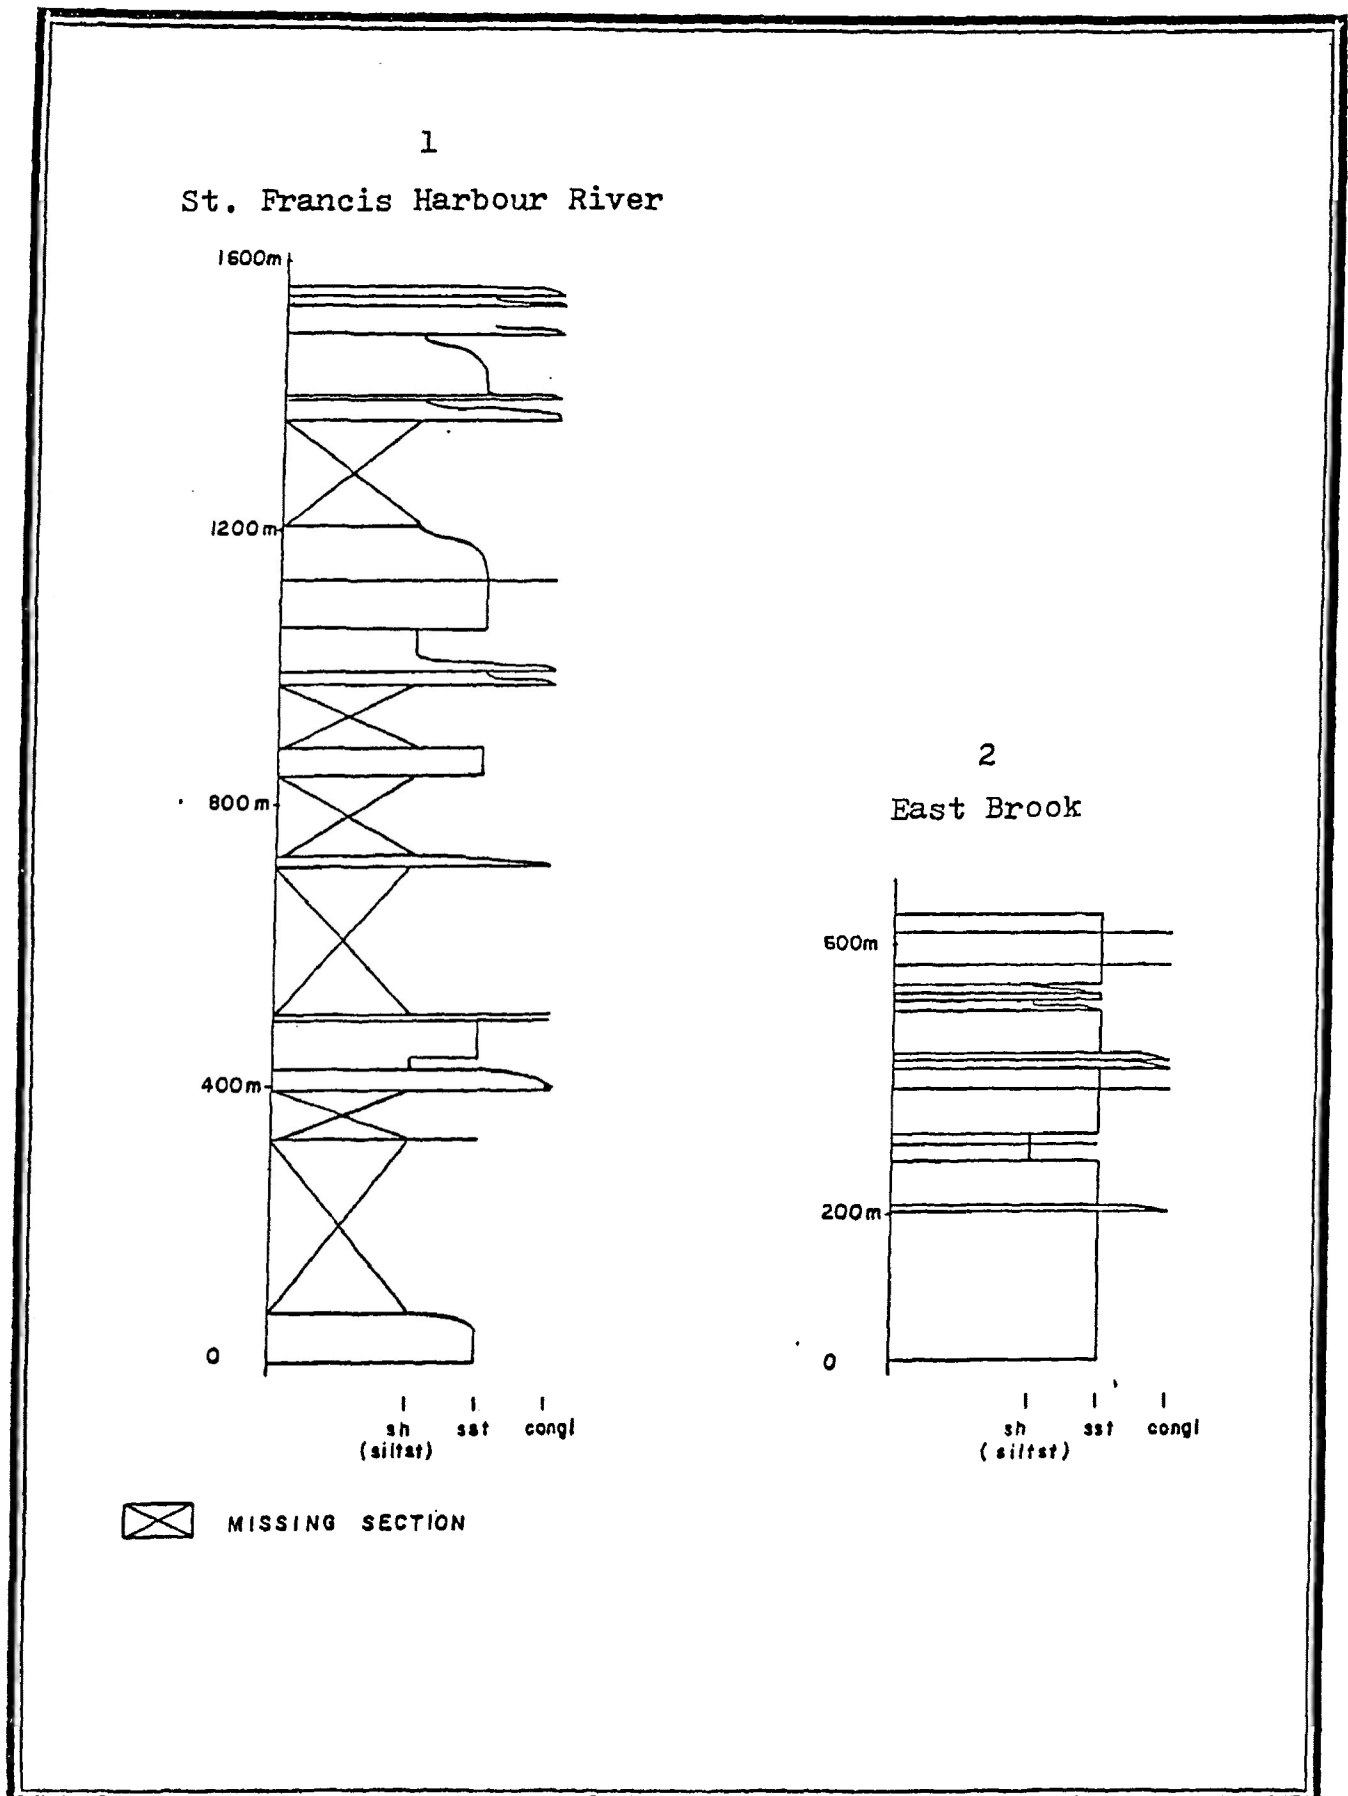 1
St. Francis Harbour River
1600m
1200m
800m
400m
0
sh sst congl
(siltst)
2
East Brook
600m
200m
0
sh sst congl
(siltst)
MISSING SECTION